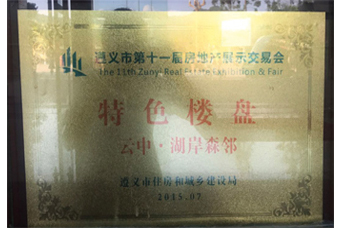 遵义市第十一届房地产展示交易会
The 11th Zunyi Real Estate Exhibition & Fair
特色楼盘
云中·湖岸森邻
遵义市住房和城乡建设局
2015.07